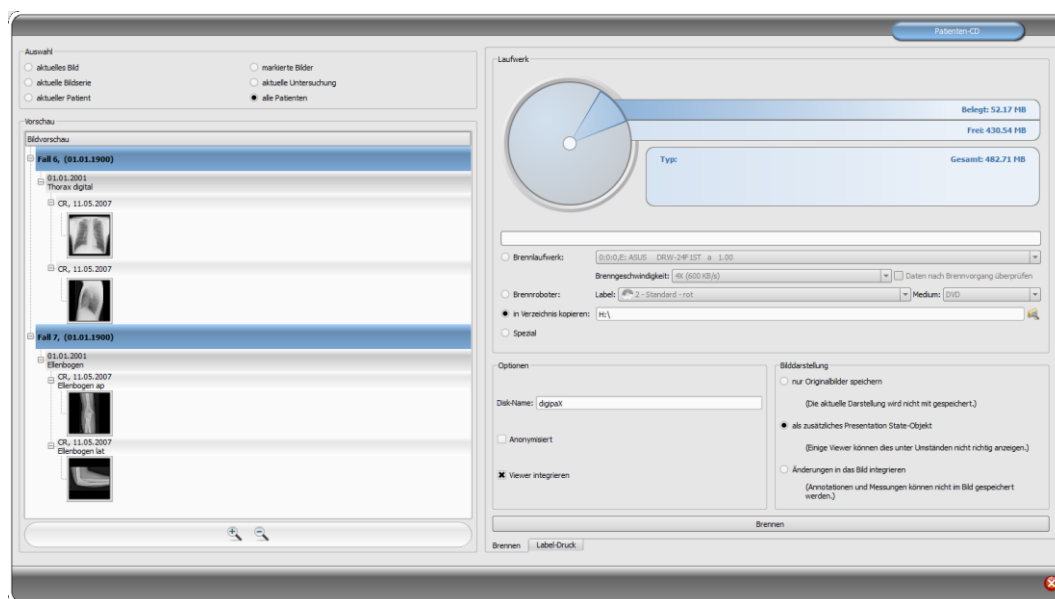 Patienten-CD
Auswahl
aktuelles Bild
markierte Bilder
aktuelle Bildserie
aktuelle Untersuchung
aktueller Patient
alle Patienten
Vorschau
Bildvorschau
Fall 6, (01.01.1900)
01.01.2001
Thorax digital
CR, 11.05.2007
CR, 11.05.2007
Fall 7, (01.01.1900)
01.01.2001
Ellenbogen
CR, 11.05.2007
Ellenbogen ap
CR, 11.05.2007
Ellenbogen lat
Laufwerk
Belegt: 52.17 MB
Frei: 430.54 MB
Typ: Gesamt: 482.71 MB
Brennlaufwerk: 0:0:0,E: ASUS DRW-24F1ST a 1.00
Brenngeschwindigkeit: 4X (600 KB/s) Daten nach Brennvorgang überprüfen
Brennroboter: Label: 2 - Standard - rot Medium: DVD
in Verzeichnis kopieren: H:\
Spezial
Optionen
Disk-Name: digipaX
Anonymisiert
Viewer integrieren
Bilddarstellung
nur Originalbilder speichern
(Die aktuelle Darstellung wird nicht mit gespeichert.)
als zusätzliches Presentation State-Objekt
(Einige Viewer können dies unter Umständen nicht richtig anzeigen.)
Änderungen in das Bild integrieren
(Annotationen und Messungen können nicht im Bild gespeichert
werden.)
Brennen
Brennen Label-Druck